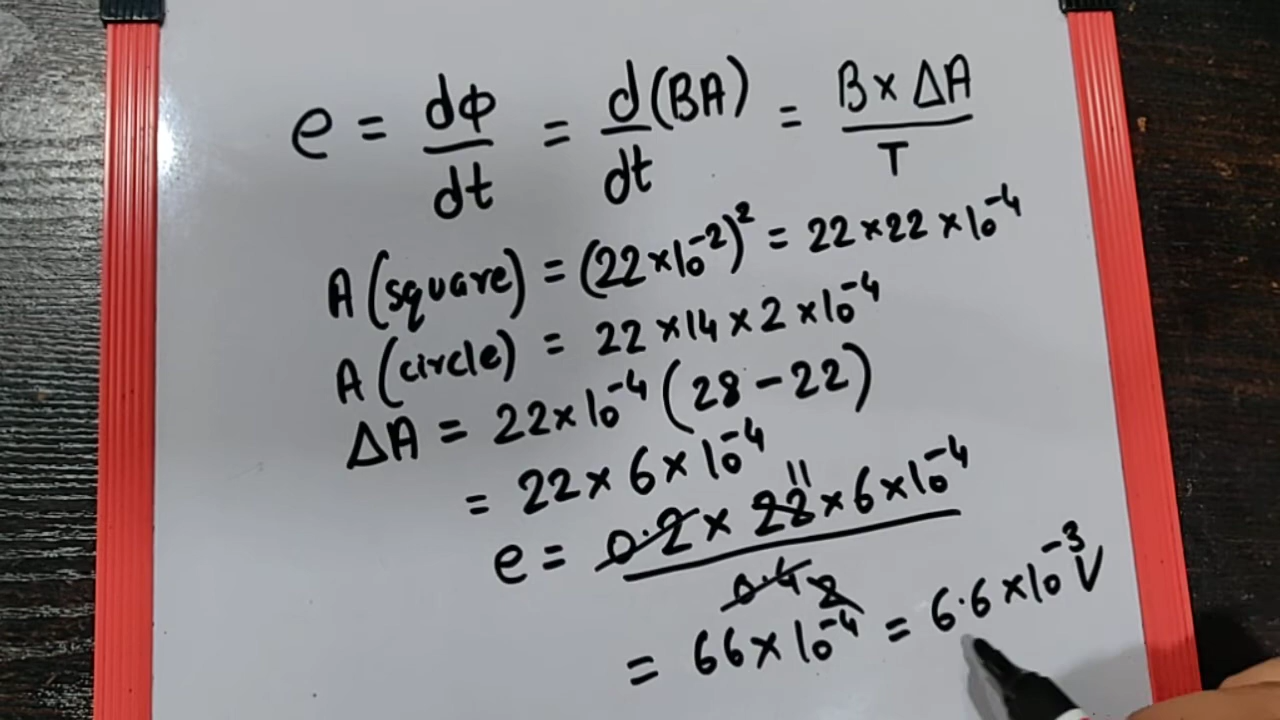 e = dφ/dt = d(BA)/dt = B × ΔA/T
A (square) = (22×10⁻²)² = 22×22×10⁻⁴
A (circle) = 22×14×2×10⁻⁴
ΔA = 22×10⁻⁴ (28-22)
= 22 × 6 × 10⁻⁴
11
e = 0.2 × 22 × 6 × 10⁻⁴/0.4 2
= 66 × 10⁻⁴ = 6.6 × 10⁻³ V